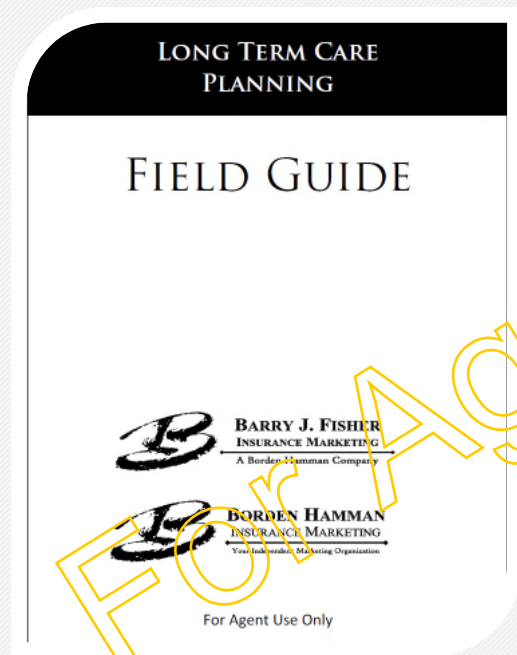 LONG TERM CARE
PLANNING
FIELD GUIDE
BARRY J. FISHER
INSURANCE MARKETING
A Borden Hamman Company
BORDEN HAMMAN
INSURANCE MARKETING
Your Independent Marketing Organization
For Agent Use Only
For Ag